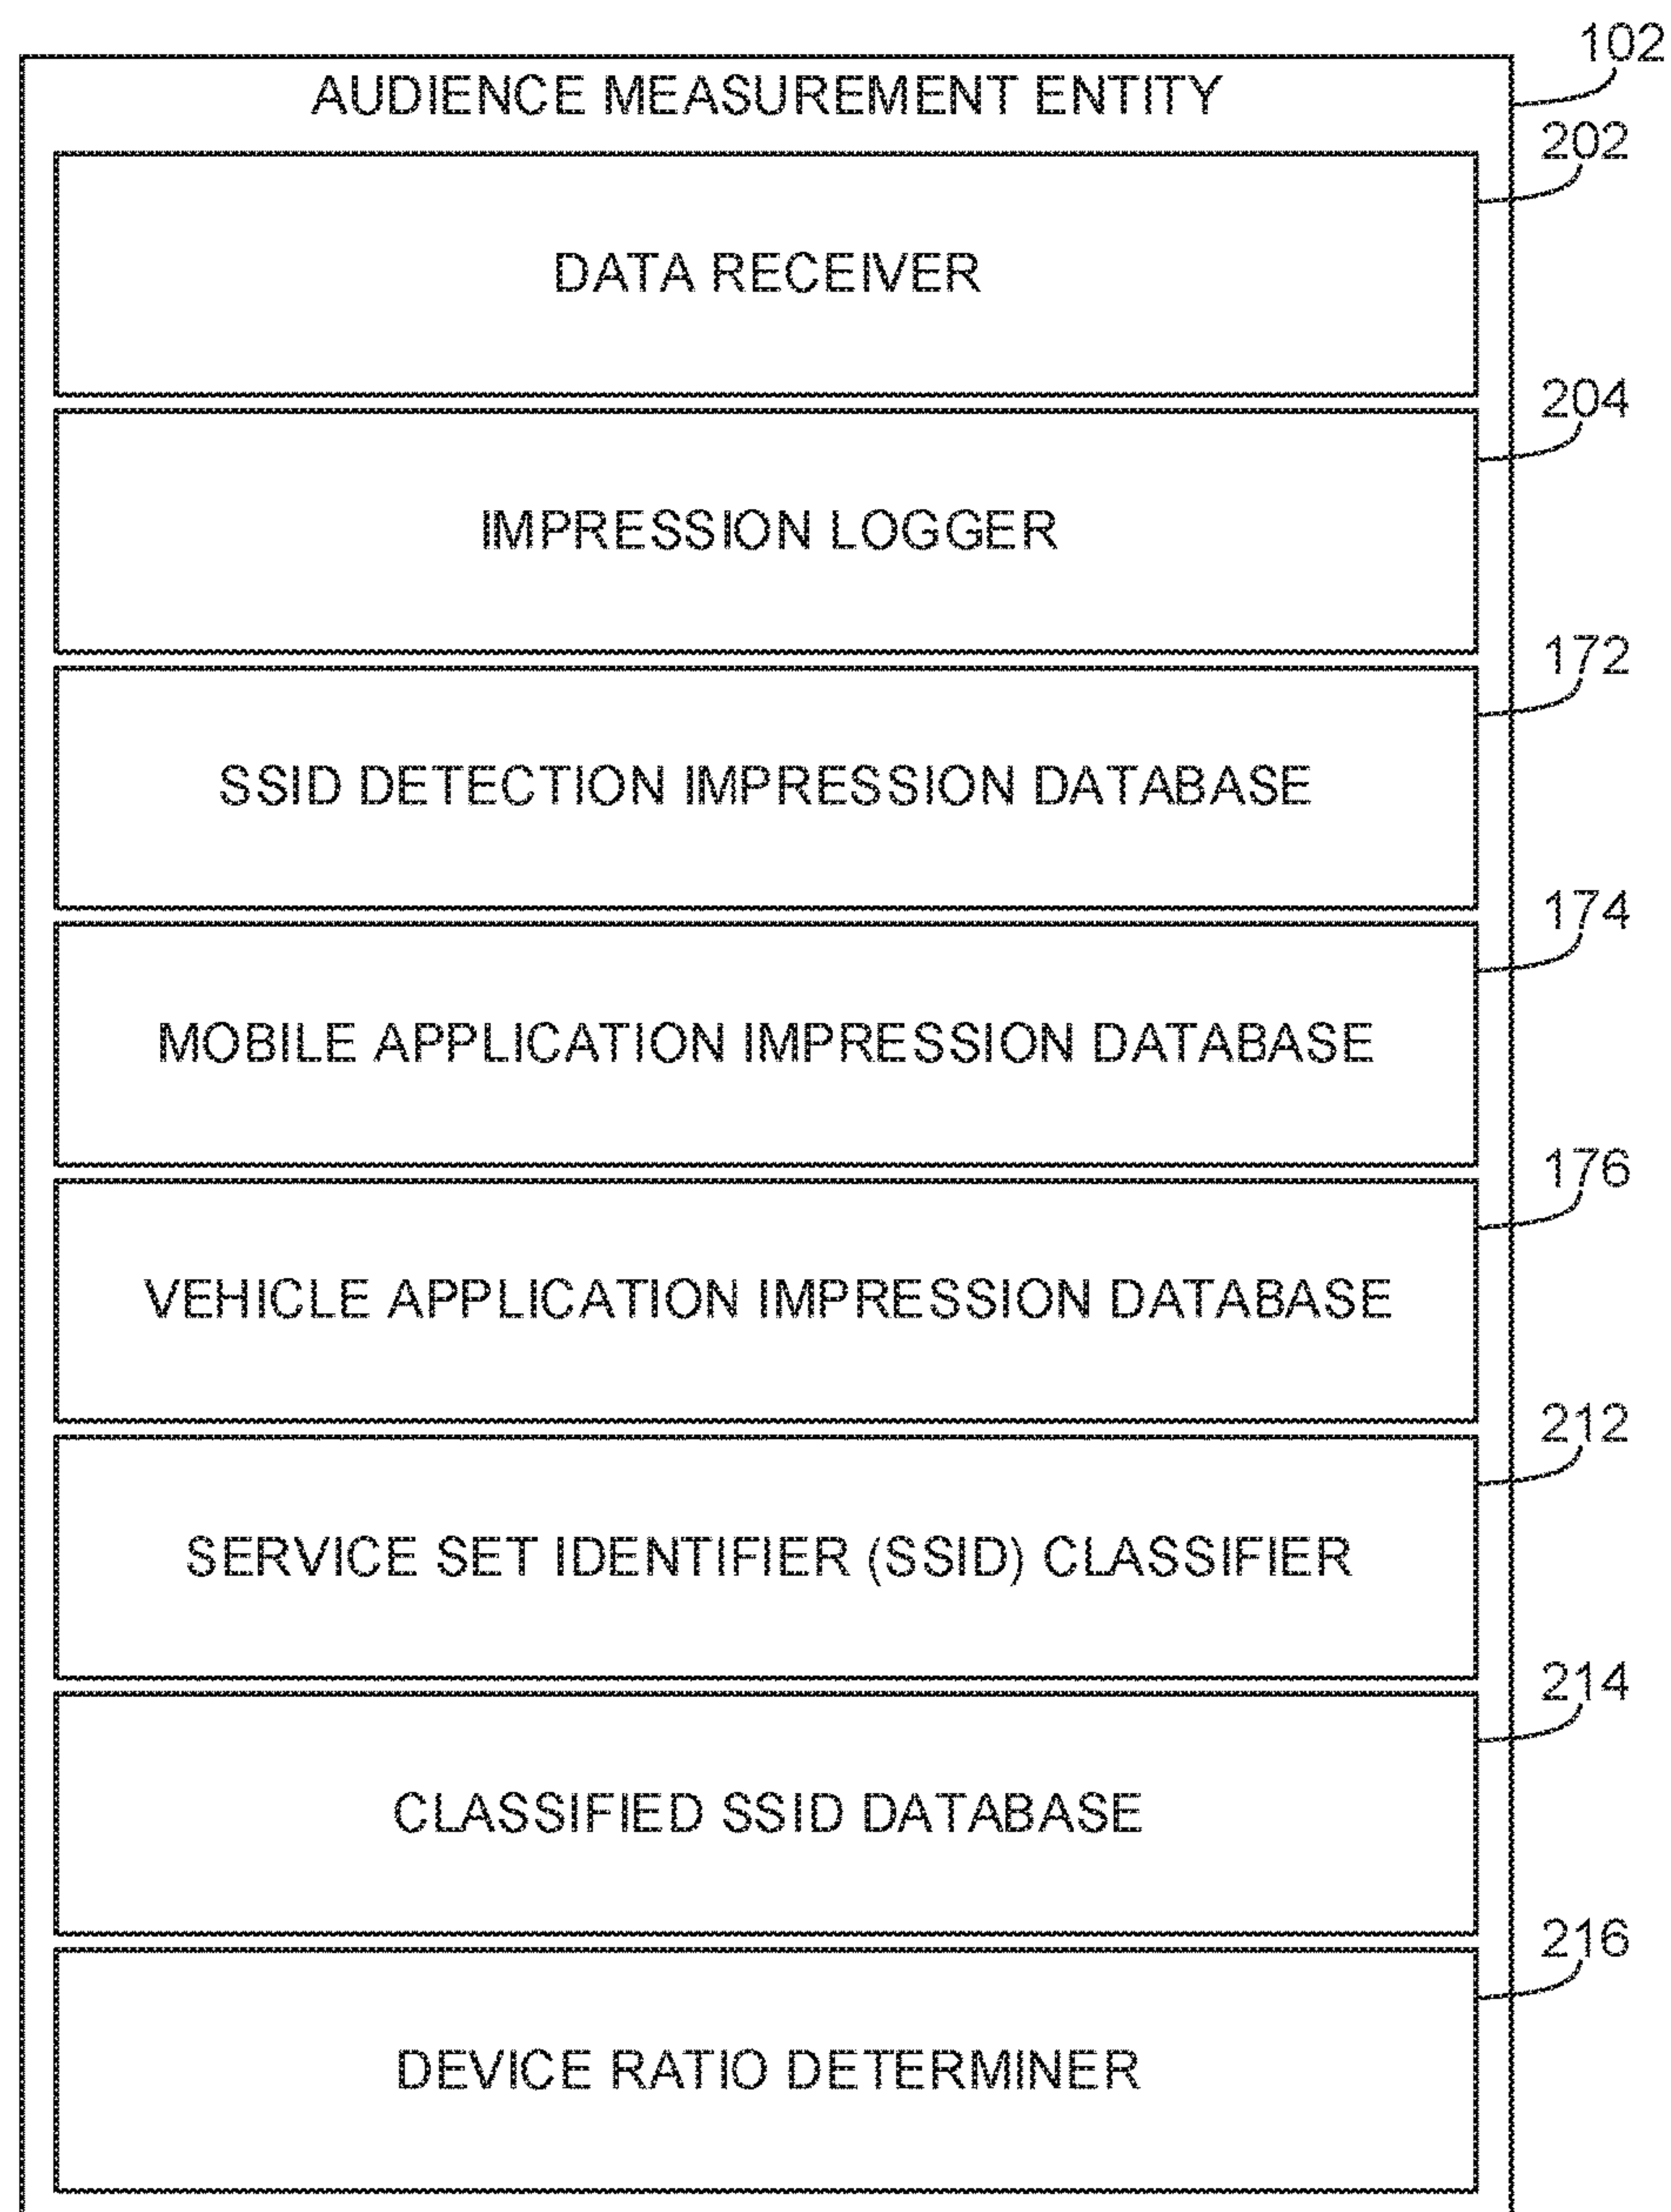 102
AUDIENCE MEASUREMENT ENTITY
202
DATA RECEIVER
204
IMPRESSION LOGGER
172
SSID DETECTION IMPRESSION DATABASE
174
MOBILE APPLICATION IMPRESSION DATABASE
176
VEHICLE APPLICATION IMPRESSION DATABASE
212
SERVICE SET IDENTIFIER (SSID) CLASSIFIER
214
CLASSIFIED SSID DATABASE
216
DEVICE RATIO DETERMINER